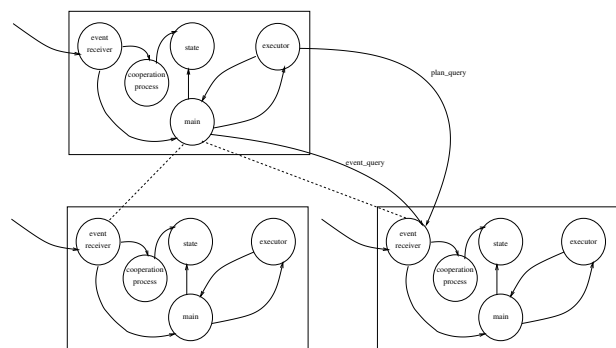 event
receiver
cooperation
process
state
executor
main
plan_query
event_query
event
receiver
cooperation
process
state
executor
main
event
receiver
cooperation
process
state
executor
main